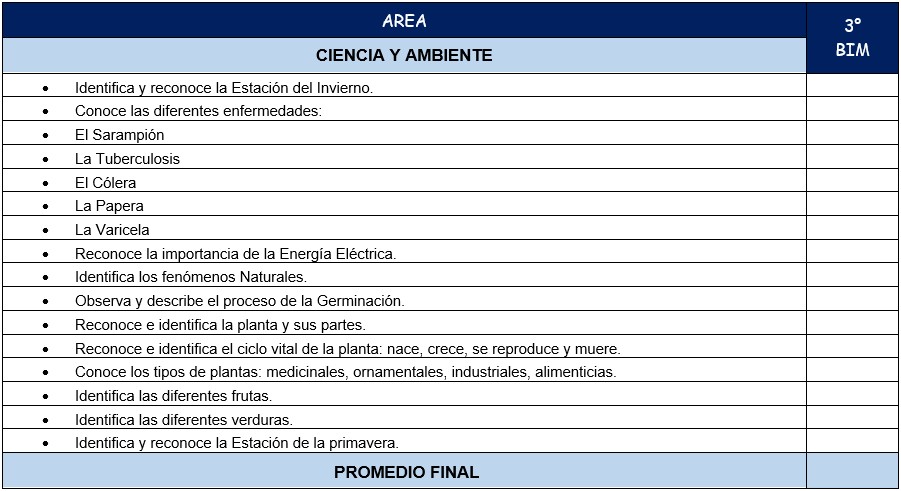 AREA
3°
BIM
CIENCIA Y AMBIENTE
• Identifica y reconoce la Estación del Invierno.
• Conoce las diferentes enfermedades:
• El Sarampión
• La Tuberculosis
• El Cólera
• La Papera
• La Varicela
• Reconoce la importancia de la Energía Eléctrica.
• Identifica los fenómenos Naturales.
• Observa y describe el proceso de la Germinación.
• Reconoce e identifica la planta y sus partes.
• Reconoce e identifica el ciclo vital de la planta: nace, crece, se reproduce y muere.
• Conoce los tipos de plantas: medicinales, ornamentales, industriales, alimenticias.
• Identifica las diferentes frutas.
• Identifica las diferentes verduras.
• Identifica y reconoce la Estación de la primavera.
PROMEDIO FINAL